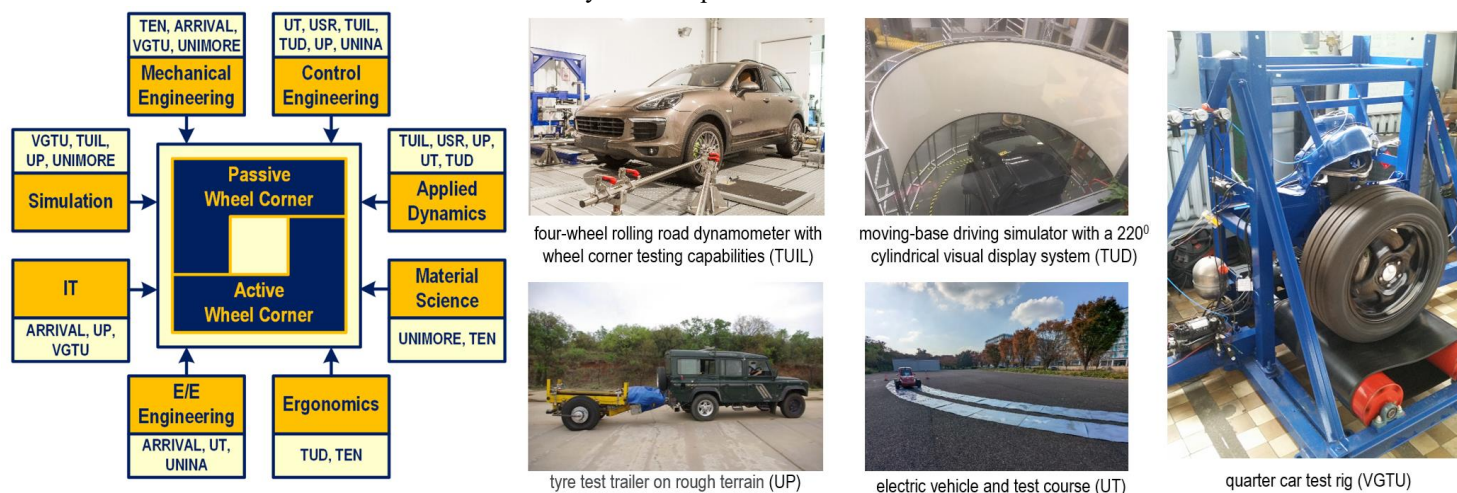 TEN, ARRIVAL,
VGTU, UNIMORE
Mechanical
Engineering
UT, USR, TUIL,
TUD, UP, UNINA
Control
Engineering
VGTU, TUIL,
UP, UNIMORE
Simulation
Passive
Wheel Corner
TUIL, USR, UP,
UT, TUD
Applied
Dynamics
IT
ARRIVAL, UP,
VGTU
Active
Wheel Corner
Material
Science
UNIMORE, TEN
E/E
Engineering
ARRIVAL, UT,
UNINA
Ergonomics
TUD, TEN
four-wheel rolling road dynamometer with
wheel corner testing capabilities (TUIL)
moving-base driving simulator with a 220⁰
cylindrical visual display system (TUD)
tyre test trailer on rough terrain (UP)
electric vehicle and test course (UT)
quarter car test rig (VGTU)